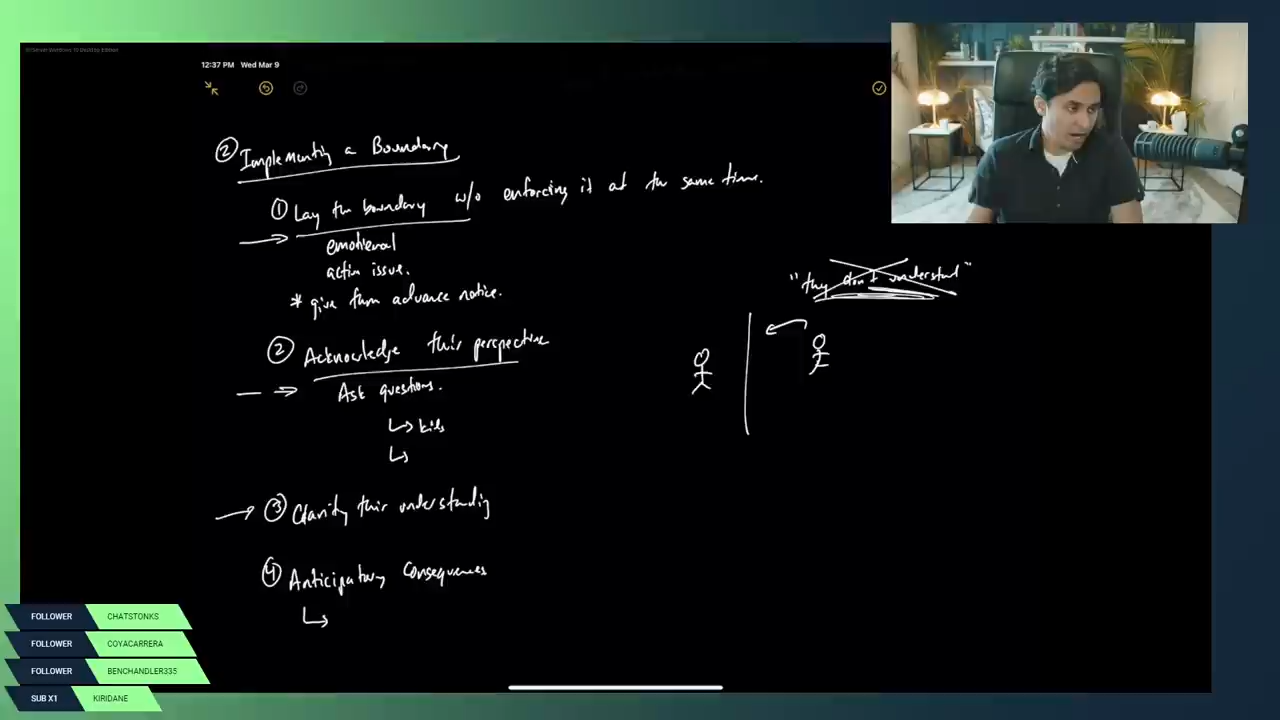 12:37 PM Wed Mar 9
② Implementing a Boundary
① Lay the boundary w/o enforcing it at the same time.
emotional
action issue.
* give them advance notice.
"they don't understand"
② Acknowledge their perspective
Ask questions.
↳ kids
↳
③ Clarify their understanding
④ Anticipatory Consequences
↳
FOLLOWER CHATSTONKS
FOLLOWER COYACARRERA
FOLLOWER BENCHANDLER335
SUB X1 KIRIDANE